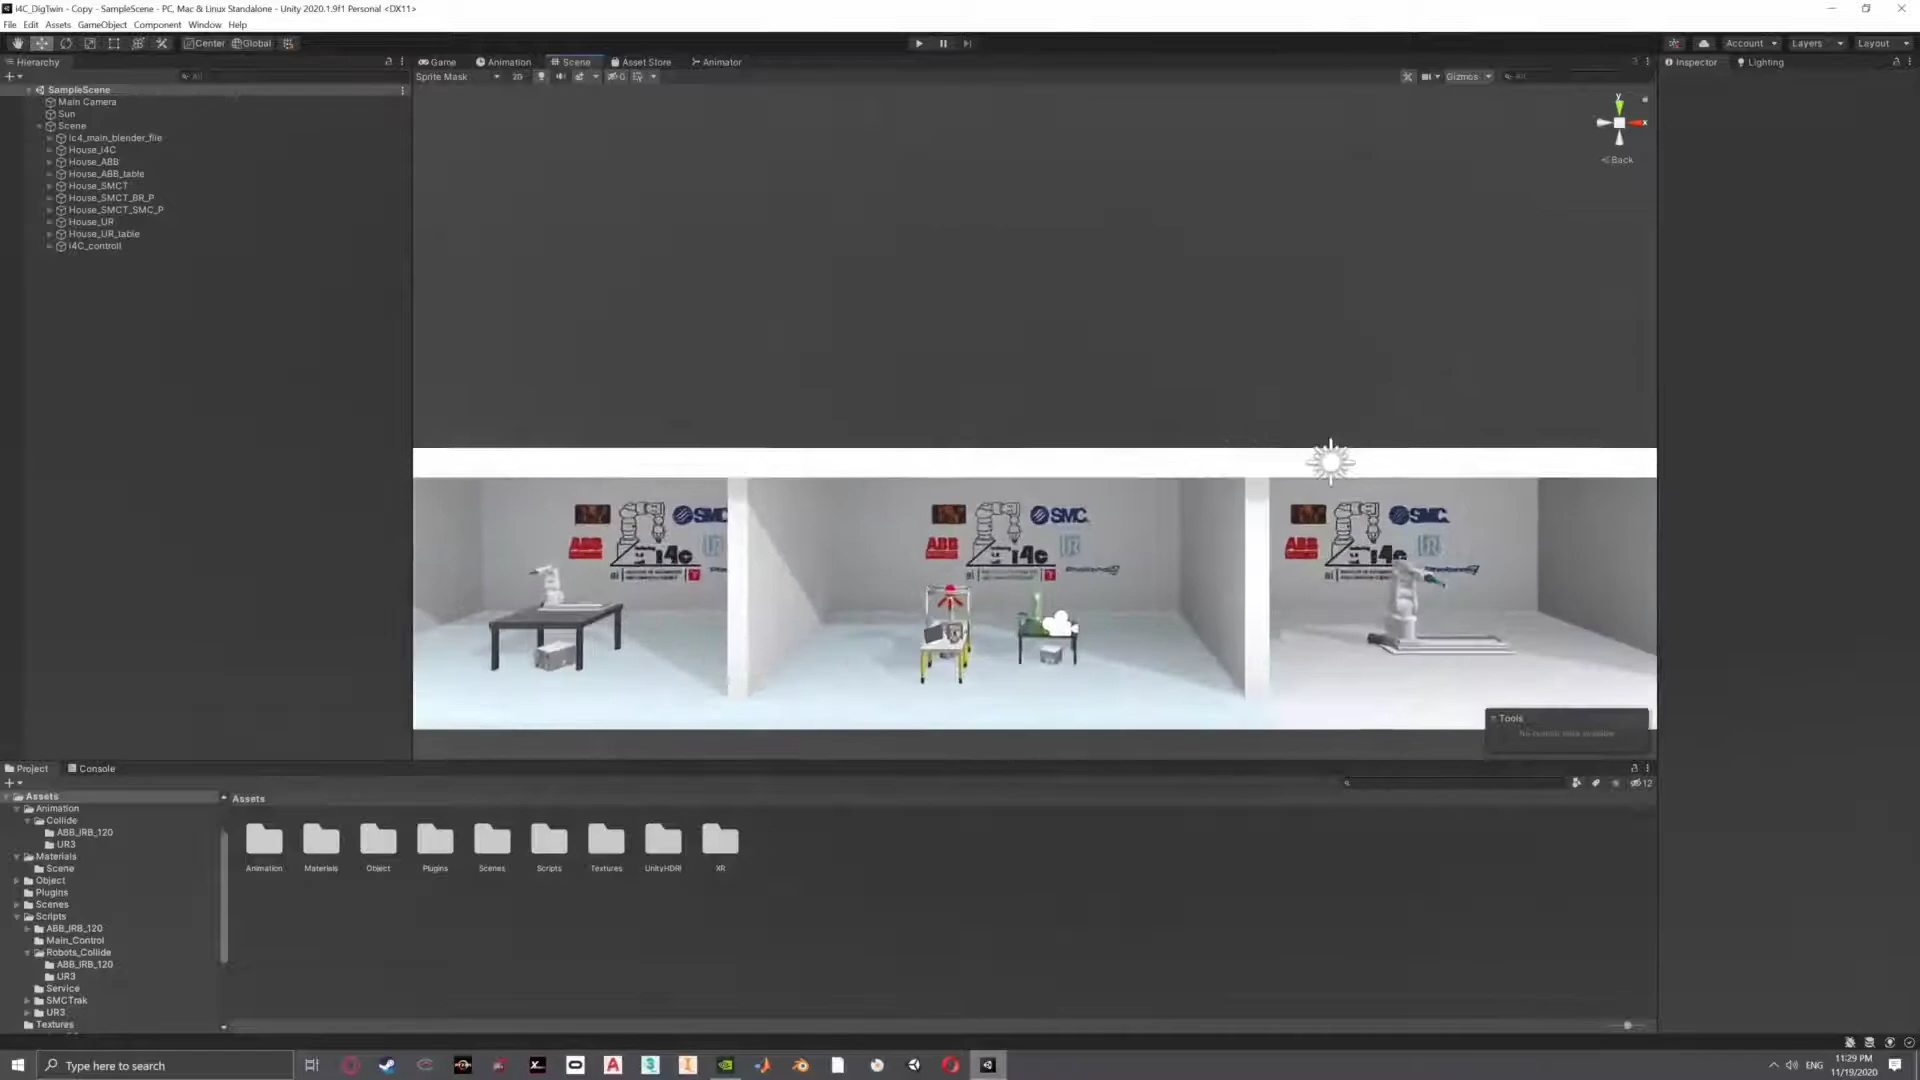 i4C_DigTwin - Copy - SampleScene - PC, Mac & Linux Standalone - Unity 2020.1.9f1 Personal <DX11>
File Edit Assets GameObject Component Window Help
Center Global
Account Layers Layout
Hierarchy
All
SampleScene
Main Camera
Sun
Scene
ic4_main_blender_file
House_i4C
House_ABB
House_ABB_table
House_SMCT
House_SMCT_BR_P
House_SMCT_SMC_P
House_UR
House_UR_table
i4C_controll
Game Animation Scene Asset Store Animator
Sprite Mask 2D 0 Gizmos All
y
x
Back
SMC
ABB i4c
SMC.
ABB i4c
SMC.
ABB i4c
Tools
Inspector Lighting
Project Console
12
Assets
Animation
Collide
ABB_IRB_120
UR3
Materials
Scene
Object
Plugins
Scenes
Scripts
ABB_IRB_120
Main_Control
Robots_Collide
ABB_IRB_120
UR3
Service
SMCTrak
UR3
Textures
Assets
Animation Materials Object Plugins Scenes Scripts Textures UnityHDRI XR
Type here to search
ENG
11:29 PM
11/19/2020